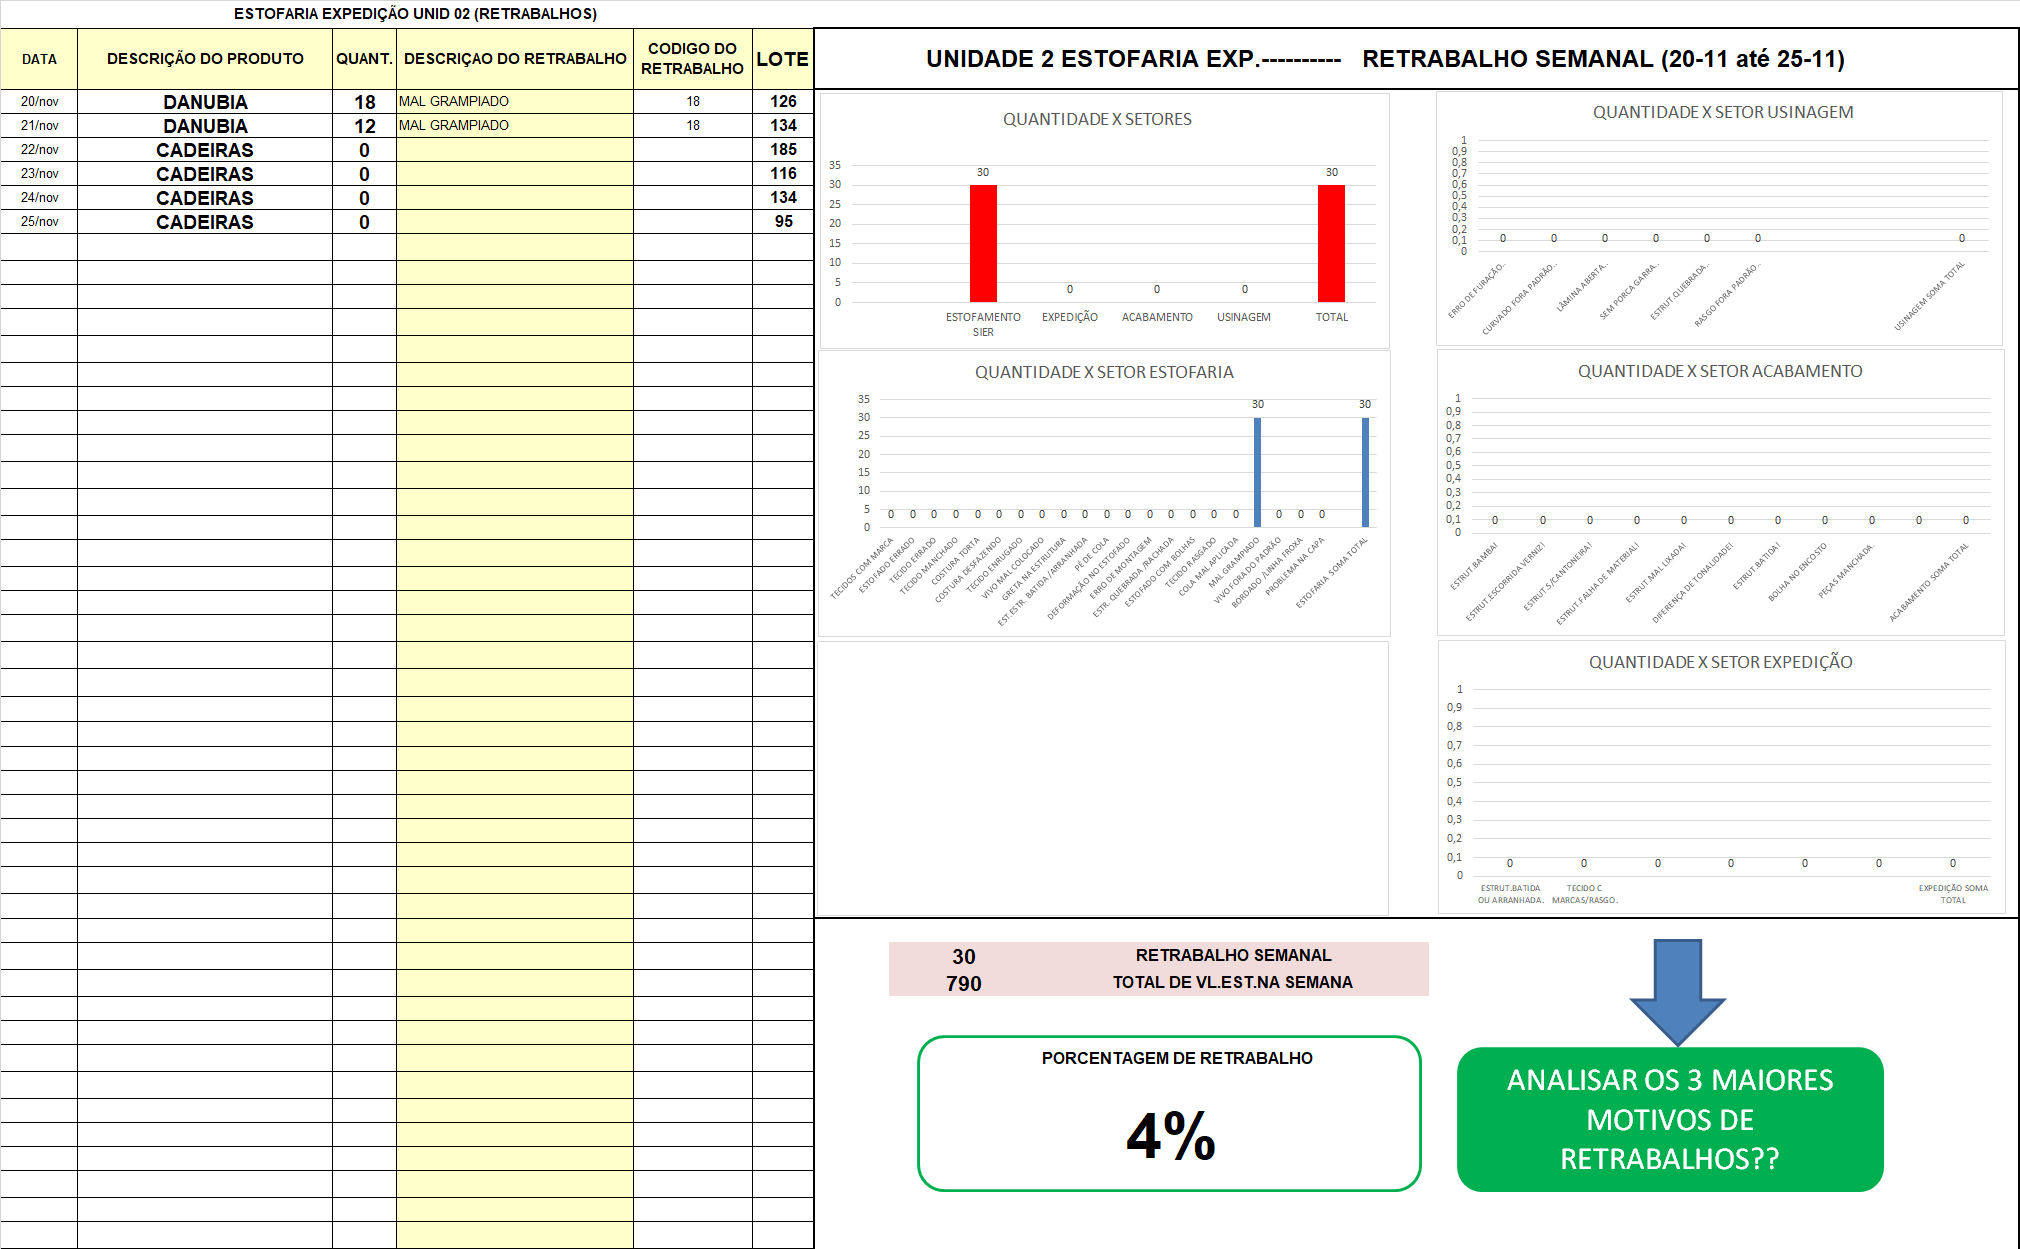 ESTOFARIA EXPEDIÇÃO UNID 02 (RETRABALHOS)
DATA DESCRIÇÃO DO PRODUTO QUANT. DESCRIÇAO DO RETRABALHO CODIGO DO RETRABALHO LOTE
20/nov DANUBIA 18 MAL GRAMPIADO 18 126
21/nov DANUBIA 12 MAL GRAMPIADO 18 134
22/nov CADEIRAS 0 185
23/nov CADEIRAS 0 116
24/nov CADEIRAS 0 134
25/nov CADEIRAS 0 95
UNIDADE 2 ESTOFARIA EXP.---------- RETRABALHO SEMANAL (20-11 até 25-11)
QUANTIDADE X SETORES
35
30
25
20
15
10
5
0
30 0 0 0 30
ESTOFAMENTO SIER
EXPEDIÇÃO
ACABAMENTO
USINAGEM
TOTAL
QUANTIDADE X SETOR USINAGEM
1
0,9
0,8
0,7
0,6
0,5
0,4
0,3
0,2
0,1
0
0 0 0 0 0 0 0
ERRO DE FURAÇÃO..
CURVADO FORA PADRÃO..
LÂMINA ABERTA..
SEM PORCA GARRA..
ESTRUT.QUEBRADA..
RASGO FORA PADRÃO..
USINAGEM SOMA TOTAL
QUANTIDADE X SETOR ESTOFARIA
35
30
25
20
15
10
5
0
0 0 0 0 0 0 0 0 0 0 0 0 0 0 0 0 0 30 0 0 0 30
TECIDOS COM MARCA
ESTOFADO ERRADO
TECIDO ERRADO
TECIDO MANCHADO
COSTURA TORTA
COSTURA DESFAZENDO
TECIDO ENRUGADO
VIVO MAL COLOCADO
GRETA NA ESTRUTURA
EST.ESTR. BATIDA /ARRANHADA
PÉ DE COLA
DEFORMAÇÃO NO ESTOFADO
ERRO DE MONTAGEM
ESTR. QUEBRADA /RACHADA
ESTOFADO COM BOLHAS
TECIDO RASGADO
COLA MAL APLICADA
MAL GRAMPIADO
VIVO FORA DO PADRÃO
BORDADO /LINHA FROXA
PROBLEMA NA CAPA
ESTOFARIA SOMA TOTAL
QUANTIDADE X SETOR ACABAMENTO
1
0,9
0,8
0,7
0,6
0,5
0,4
0,3
0,2
0,1
0
0 0 0 0 0 0 0 0 0 0 0
ESTRUT.BAMBA!
ESTRUT.ESCORRIDA VERNIZ!
ESTRUT.S/CANTONEIRA!
ESTRUT.FALHA DE MATERIAL!
ESTRUT.MAL LIXADA!
DIFERENÇA DE TONAUDADE!
ESTRUT.BATIDA!
BOLHA NO ENCOSTO
PEÇAS MANCHADA.
ACABAMENTO SOMA TOTAL
QUANTIDADE X SETOR EXPEDIÇÃO
1
0,9
0,8
0,7
0,6
0,5
0,4
0,3
0,2
0,1
0
0 0 0 0 0 0 0
ESTRUT.BATIDA OU ARRANHADA.
TECIDO C MARCAS/RASGO.
EXPEDIÇÃO SOMA TOTAL
30 RETRABALHO SEMANAL
790 TOTAL DE VL.EST.NA SEMANA
PORCENTAGEM DE RETRABALHO
4%
ANALISAR OS 3 MAIORES
MOTIVOS DE
RETRABALHOS??